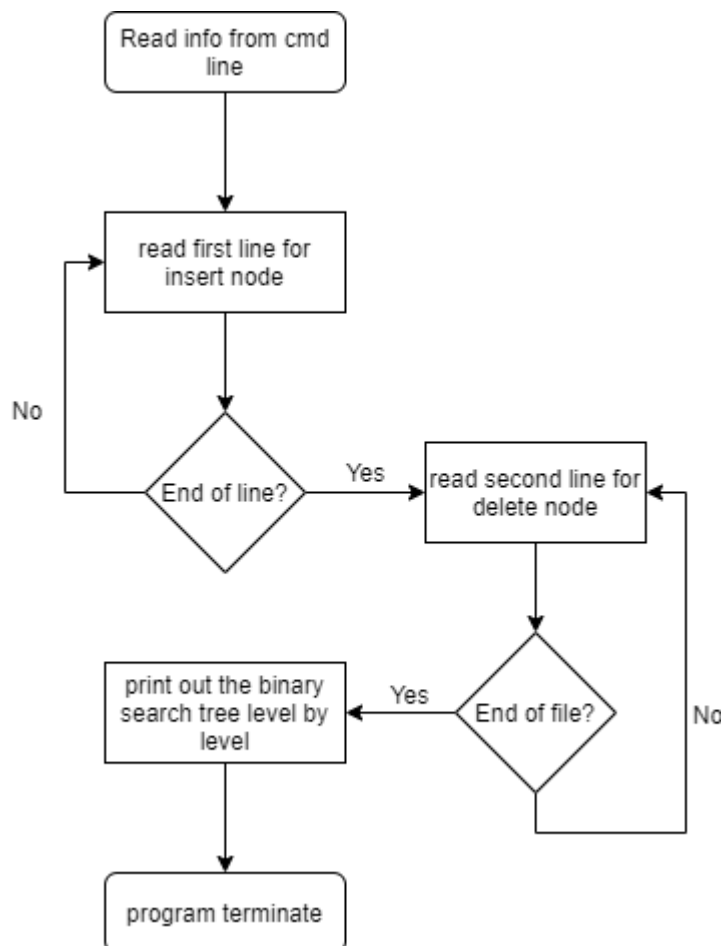 Read info from cmd
line
read first line for
insert node
No
End of line?
Yes
read second line for
delete node
End of file?
No
Yes
print out the binary
search tree level by
level
program terminate